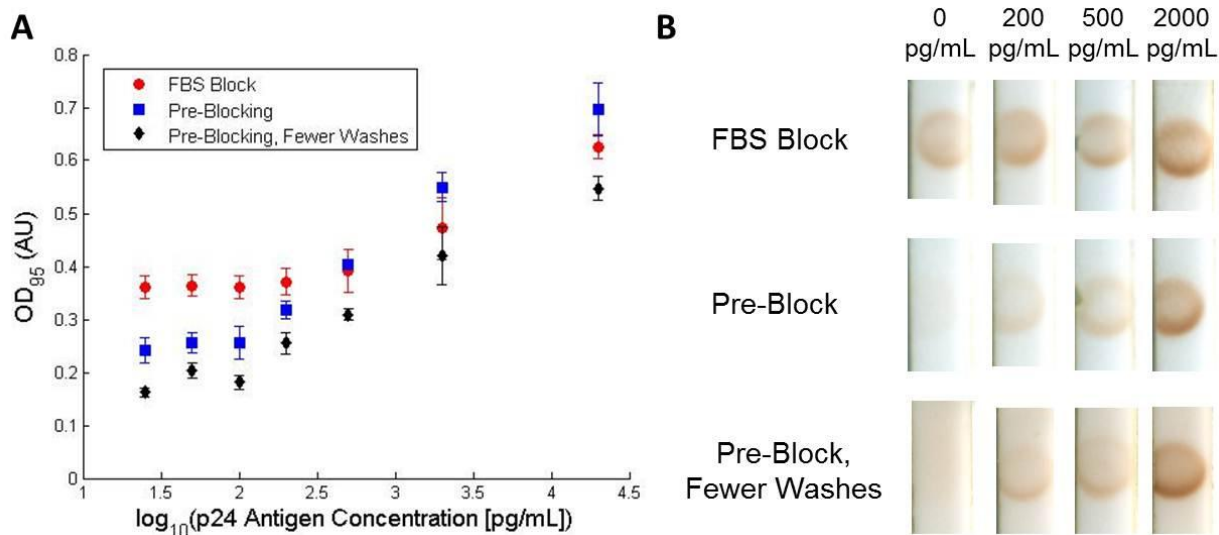 A
OD95 (AU)
0.8
0.7
0.6
0.5
0.4
0.3
0.2
0.1
0
FBS Block
Pre-Blocking
Pre-Blocking, Fewer Washes
1 1.5 2 2.5 3 3.5 4 4.5
log10(p24 Antigen Concentration [pg/mL])
B
0 200 500 2000
pg/mL pg/mL pg/mL pg/mL
FBS Block
Pre-Block
Pre-Block,
Fewer Washes